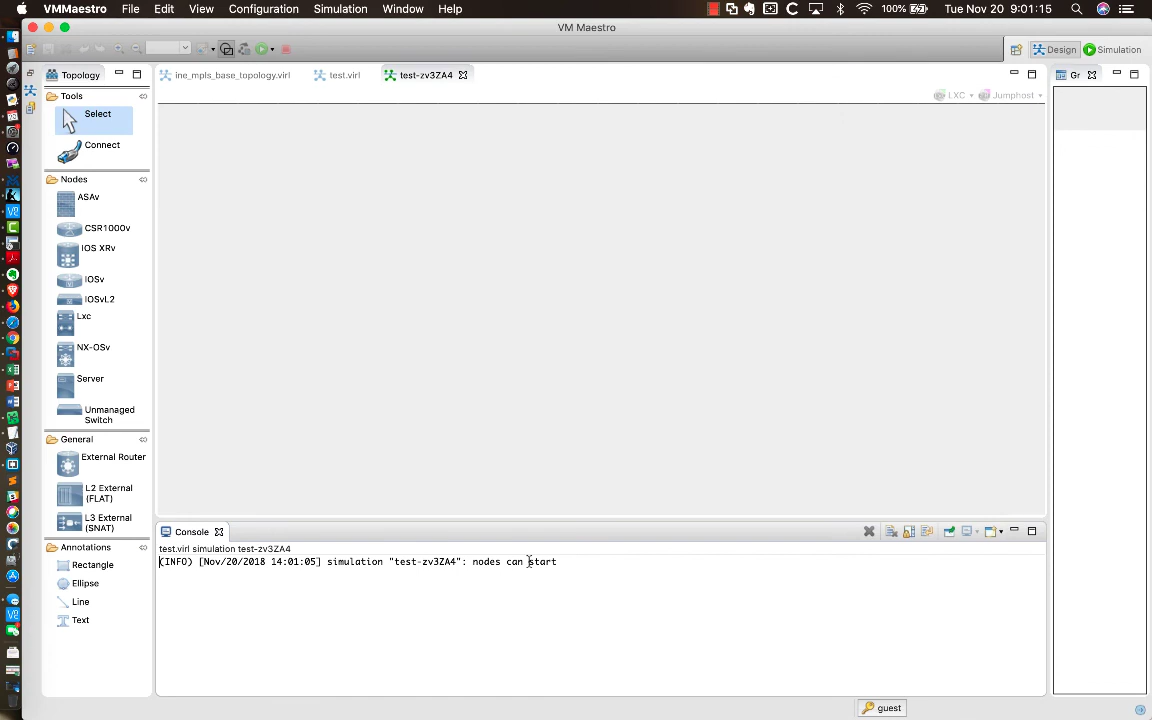 VMMaestro File Edit View Configuration Simulation Window Help 100% Tue Nov 20 9:01:15
VM Maestro
Design Simulation
Topology
ine_mpls_base_topology.virl test.virl test-zv3ZA4 Gr
LXC Jumphost
Tools
Select
Connect
Nodes
ASAv
CSR1000v
IOS XRv
IOSv
IOSvL2
Lxc
NX-OSv
Server
Unmanaged
Switch
General
External Router
L2 External
(FLAT)
L3 External
(SNAT)
Annotations
Rectangle
Ellipse
Line
Text
Console
test.virl simulation test-zv3ZA4
(INFO) [Nov/20/2018 14:01:05] simulation "test-zv3ZA4": nodes can start
guest